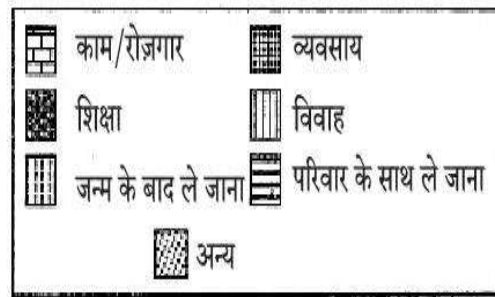 काम/रोज़गार व्यवसाय
शिक्षा विवाह
जन्म के बाद ले जाना परिवार के साथ ले जाना
अन्य